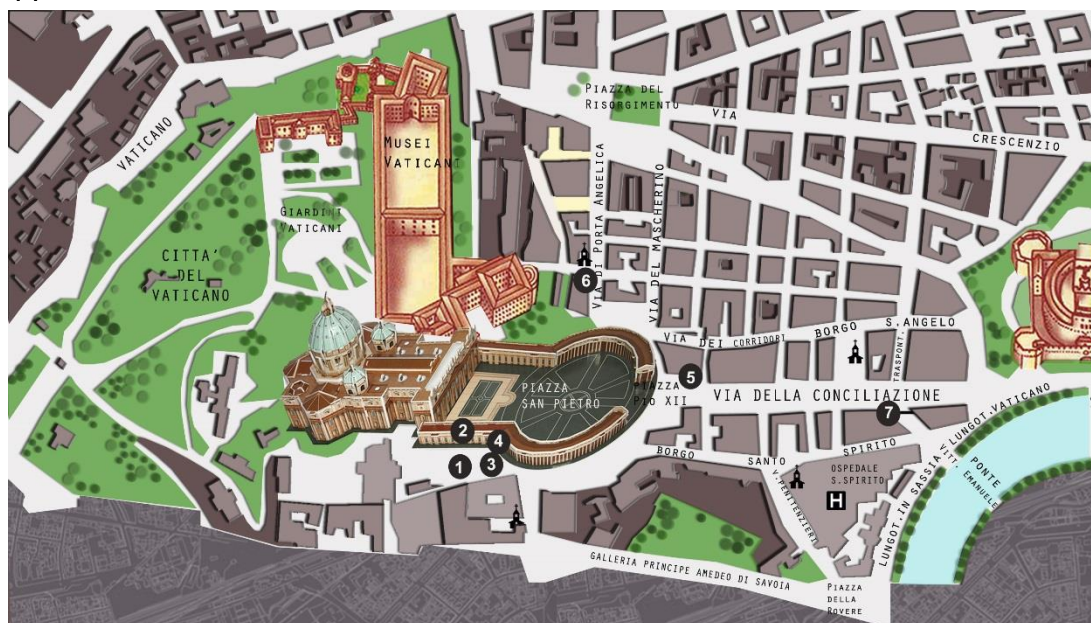 PIAZZA DEL
RISORGIMENTO
VIA
CRESCENZIO
VATICANO
MUSEI
VATICANI
GIARDINI
VATICANI
CITTA'
DEL
VATICANO
VIA DI PORTA ANGELICA
VIA DEL MASCHERINO
6
VIA DEI CORRIDORI
BORGO
S.ANGELO
TRASPONT.
PIAZZA
SAN PIETRO
5
PIAZZA
PIO XII
VIA DELLA CONCILIAZIONE
7
2
4
1
3
BORGO
SANTO
SPIRITO
OSPEDALE
S.SPIRITO
H
V.PENITENZIERI
LUNGOT.IN SASSIA
LUNGOT.VATICANO
PONTE
VITT. EMANUELE
GALLERIA PRINCIPE AMEDEO DI SAVOIA
PIAZZA
DELLA
ROVERE